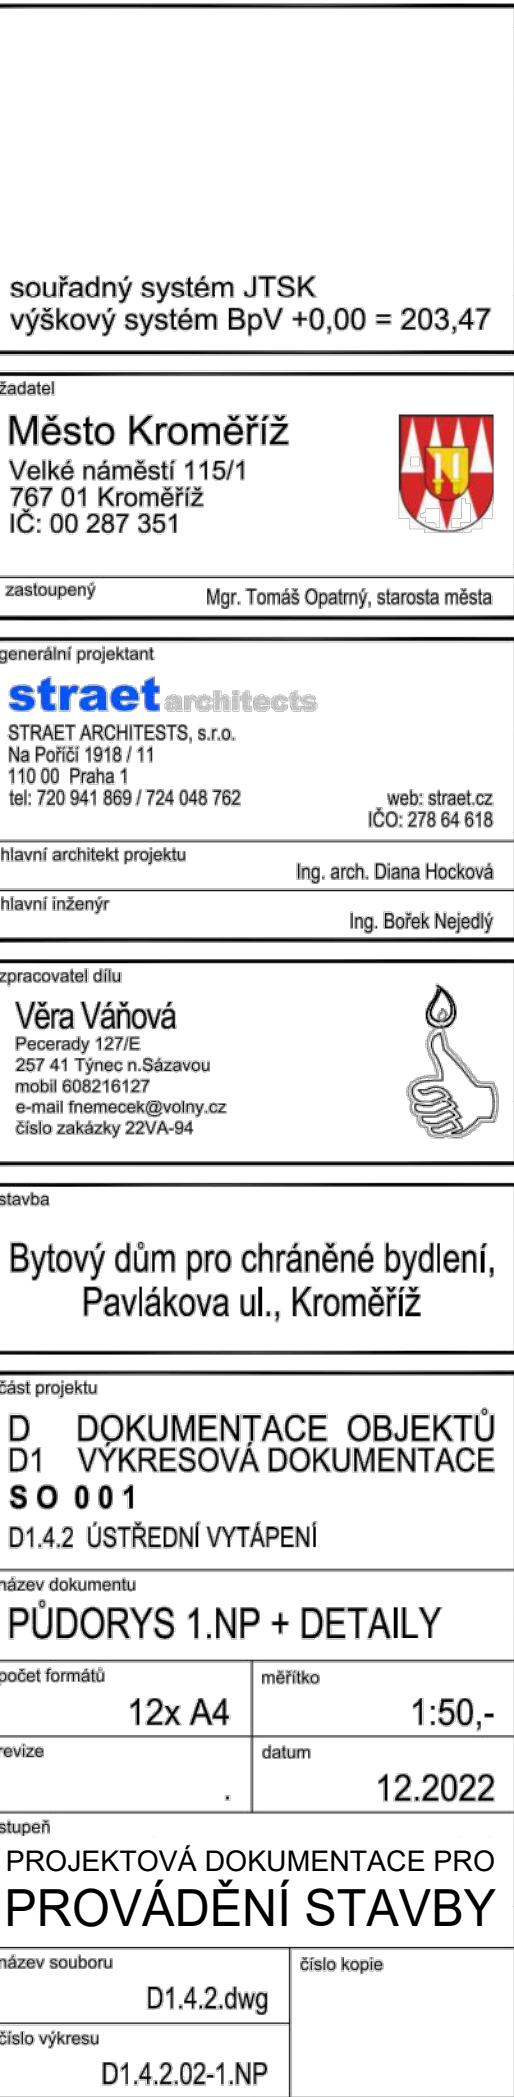 souřadný systém JTSK
výškový systém BpV +0,00 = 203,47
žadatel
Město Kroměříž
Velké náměstí 115/1
767 01 Kroměříž
IČ: 00 287 351
zastoupený
Mgr. Tomáš Opatrný, starosta města
generální projektant
straet architects
STRAET ARCHITESTS, s.r.o.
Na Poříčí 1918 / 11
110 00 Praha 1
tel: 720 941 869 / 724 048 762
web: straet.cz
IČO: 278 64 618
hlavní architekt projektu
Ing. arch. Diana Hocková
hlavní inženýr
Ing. Bořek Nejedlý
zpracovatel dílu
Věra Váňová
Pecerady 127/E
257 41 Týnec n.Sázavou
mobil 608216127
e-mail fnemecek@volny.cz
číslo zakázky 22VA-94
stavba
Bytový dům pro chráněné bydlení,
Pavlákova ul., Kroměříž
část projektu
D DOKUMENTACE OBJEKTŮ
D1 VÝKRESOVÁ DOKUMENTACE
S O 0 0 1
D1.4.2 ÚSTŘEDNÍ VYTÁPENÍ
název dokumentu
PŮDORYS 1.NP + DETAILY
počet formátů
12x A4
měřítko
1:50,-
revize
.
datum
12.2022
stupeň
PROJEKTOVÁ DOKUMENTACE PRO
PROVÁDĚNÍ STAVBY
název souboru
D1.4.2.dwg
číslo kopie
číslo výkresu
D1.4.2.02-1.NP